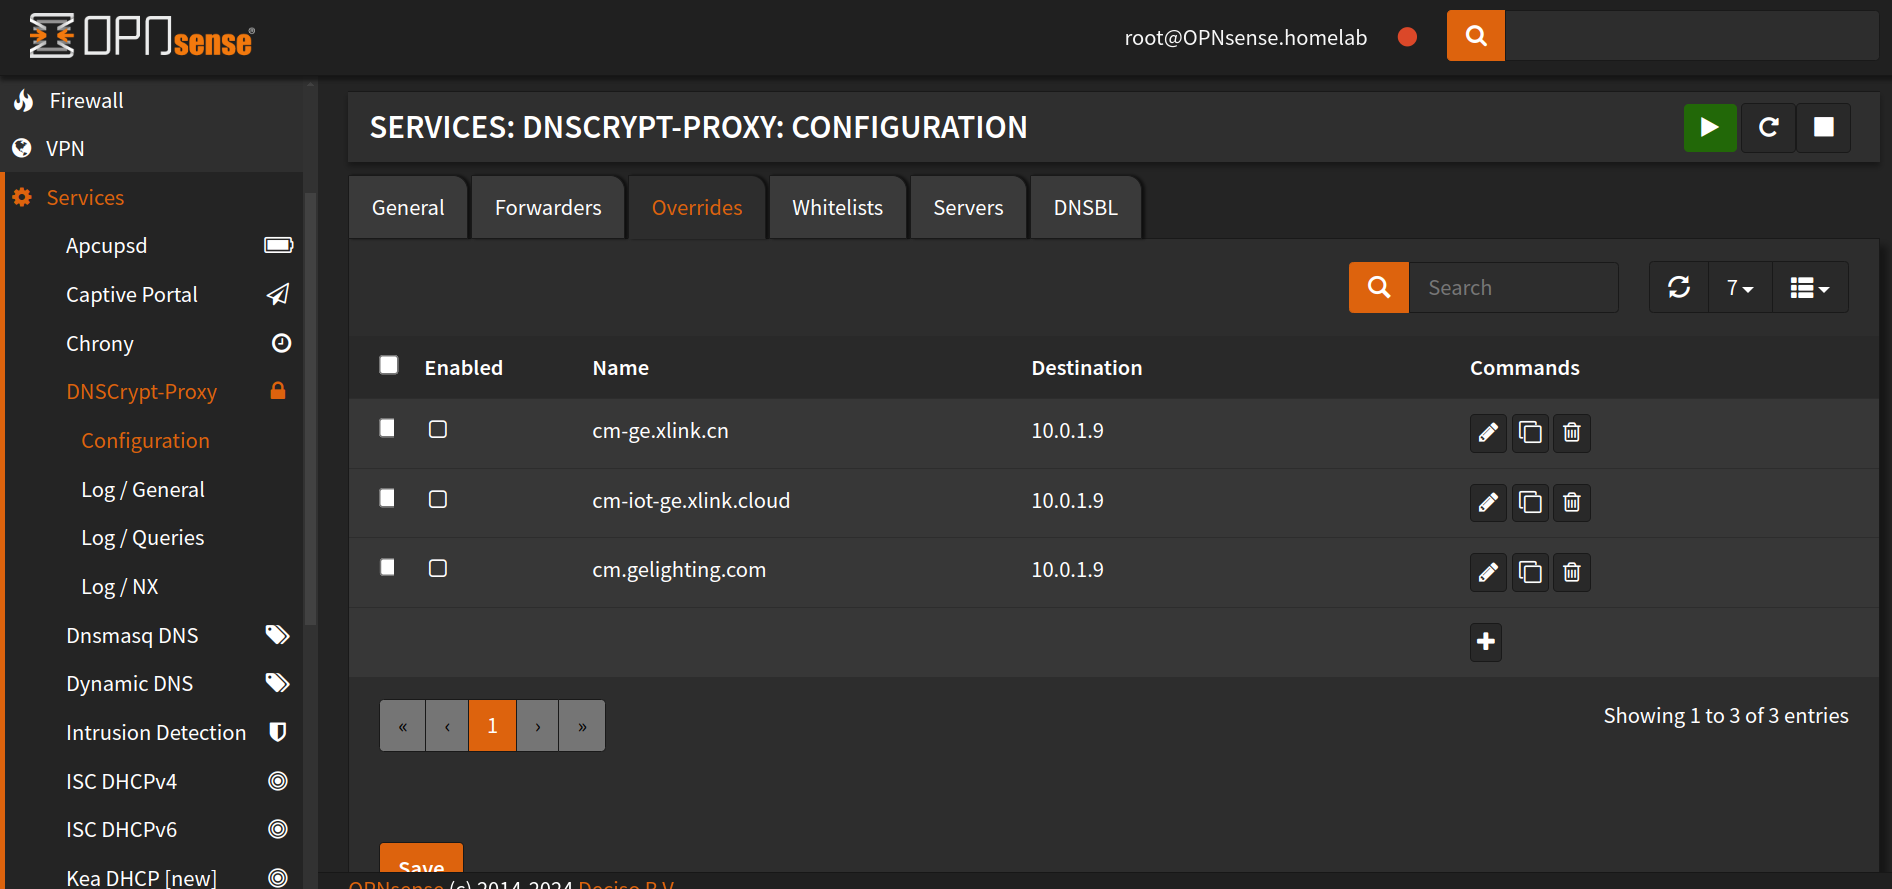 OPNsense®
root@OPNsense.homelab
Firewall
VPN
Services
Apcupsd
Captive Portal
Chrony
DNSCrypt-Proxy
Configuration
Log / General
Log / Queries
Log / NX
Dnsmasq DNS
Dynamic DNS
Intrusion Detection
ISC DHCPv4
ISC DHCPv6
Kea DHCP [new]
SERVICES: DNSCRYPT-PROXY: CONFIGURATION
General Forwarders Overrides Whitelists Servers DNSBL
Search 7
Enabled Name Destination Commands
cm-ge.xlink.cn 10.0.1.9
cm-iot-ge.xlink.cloud 10.0.1.9
cm.gelighting.com 10.0.1.9
« ‹ 1 › »
Showing 1 to 3 of 3 entries
Save
OPNsense (c) 2014-2024 Deciso B.V.